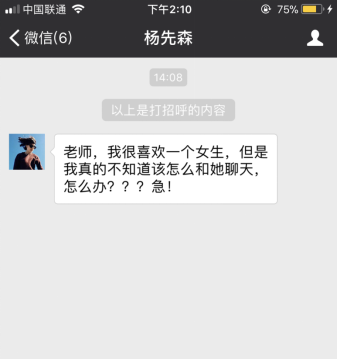 中国联通 下午2:10 75%
微信(6) 杨先森
14:08
以上是打招呼的内容
老师，我很喜欢一个女生，但是
我真的不知道该怎么和她聊天，
怎么办？？？急！